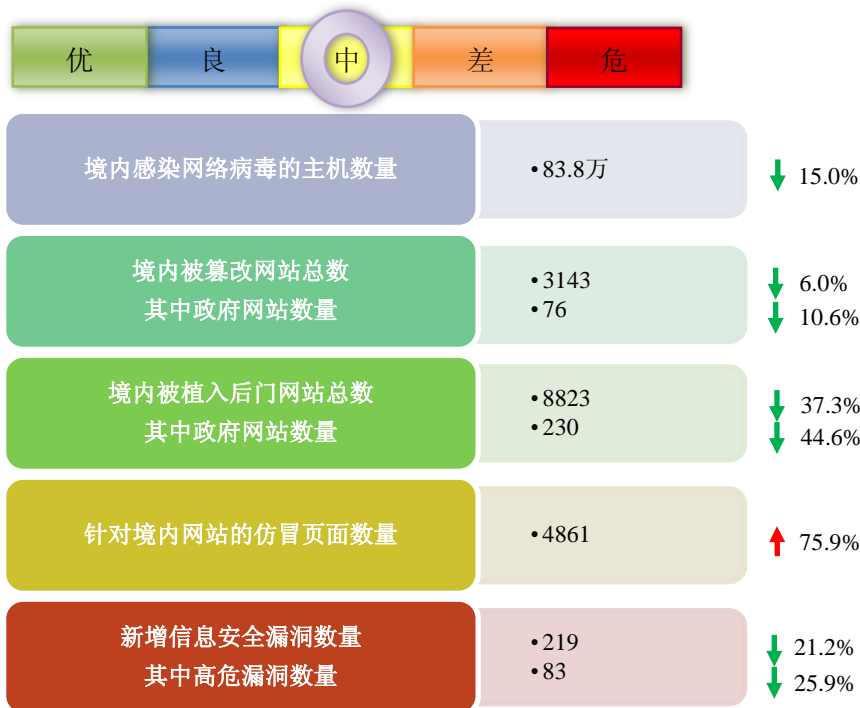 优 良 中 差 危
境内感染网络病毒的主机数量
•83.8万
15.0%
境内被篡改网站总数
其中政府网站数量
•3143
•76
6.0%
10.6%
境内被植入后门网站总数
其中政府网站数量
•8823
•230
37.3%
44.6%
针对境内网站的仿冒页面数量
•4861
75.9%
新增信息安全漏洞数量
其中高危漏洞数量
•219
•83
21.2%
25.9%